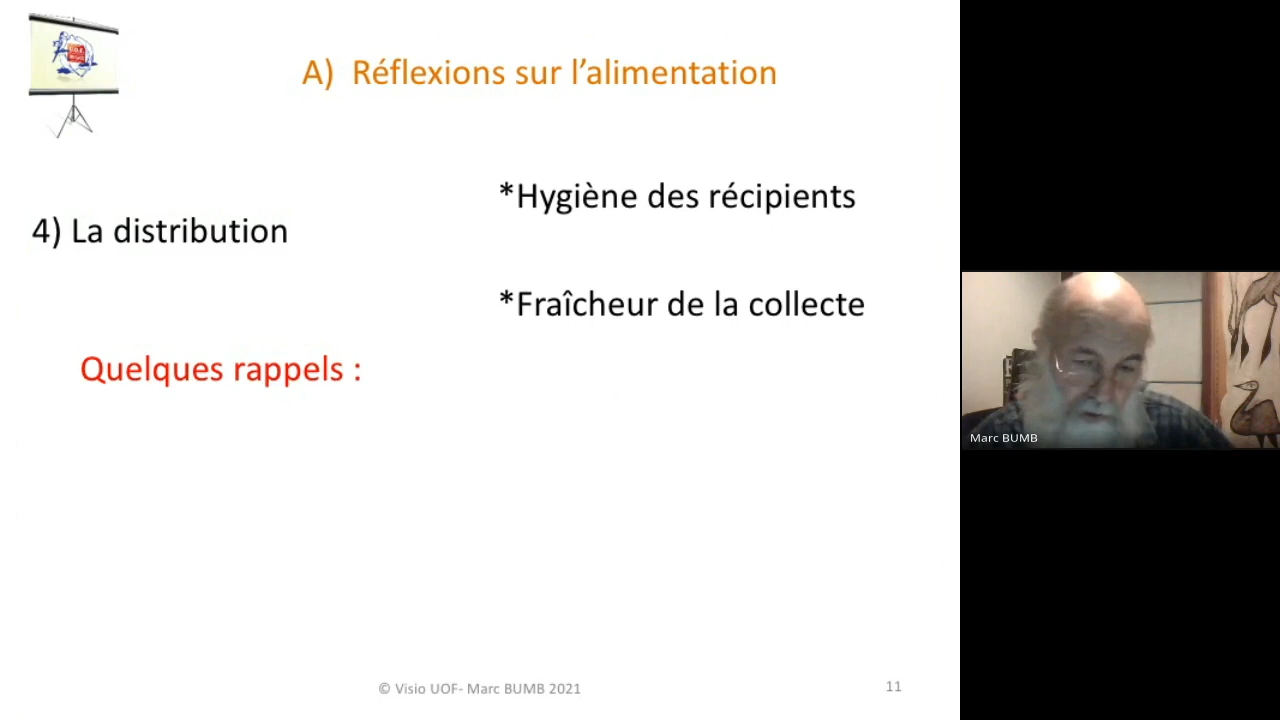 A) Réflexions sur l’alimentation
*Hygiène des récipients
4) La distribution
*Fraîcheur de la collecte
Quelques rappels :
Marc BUMB
© Visio UOF- Marc BUMB 2021
11